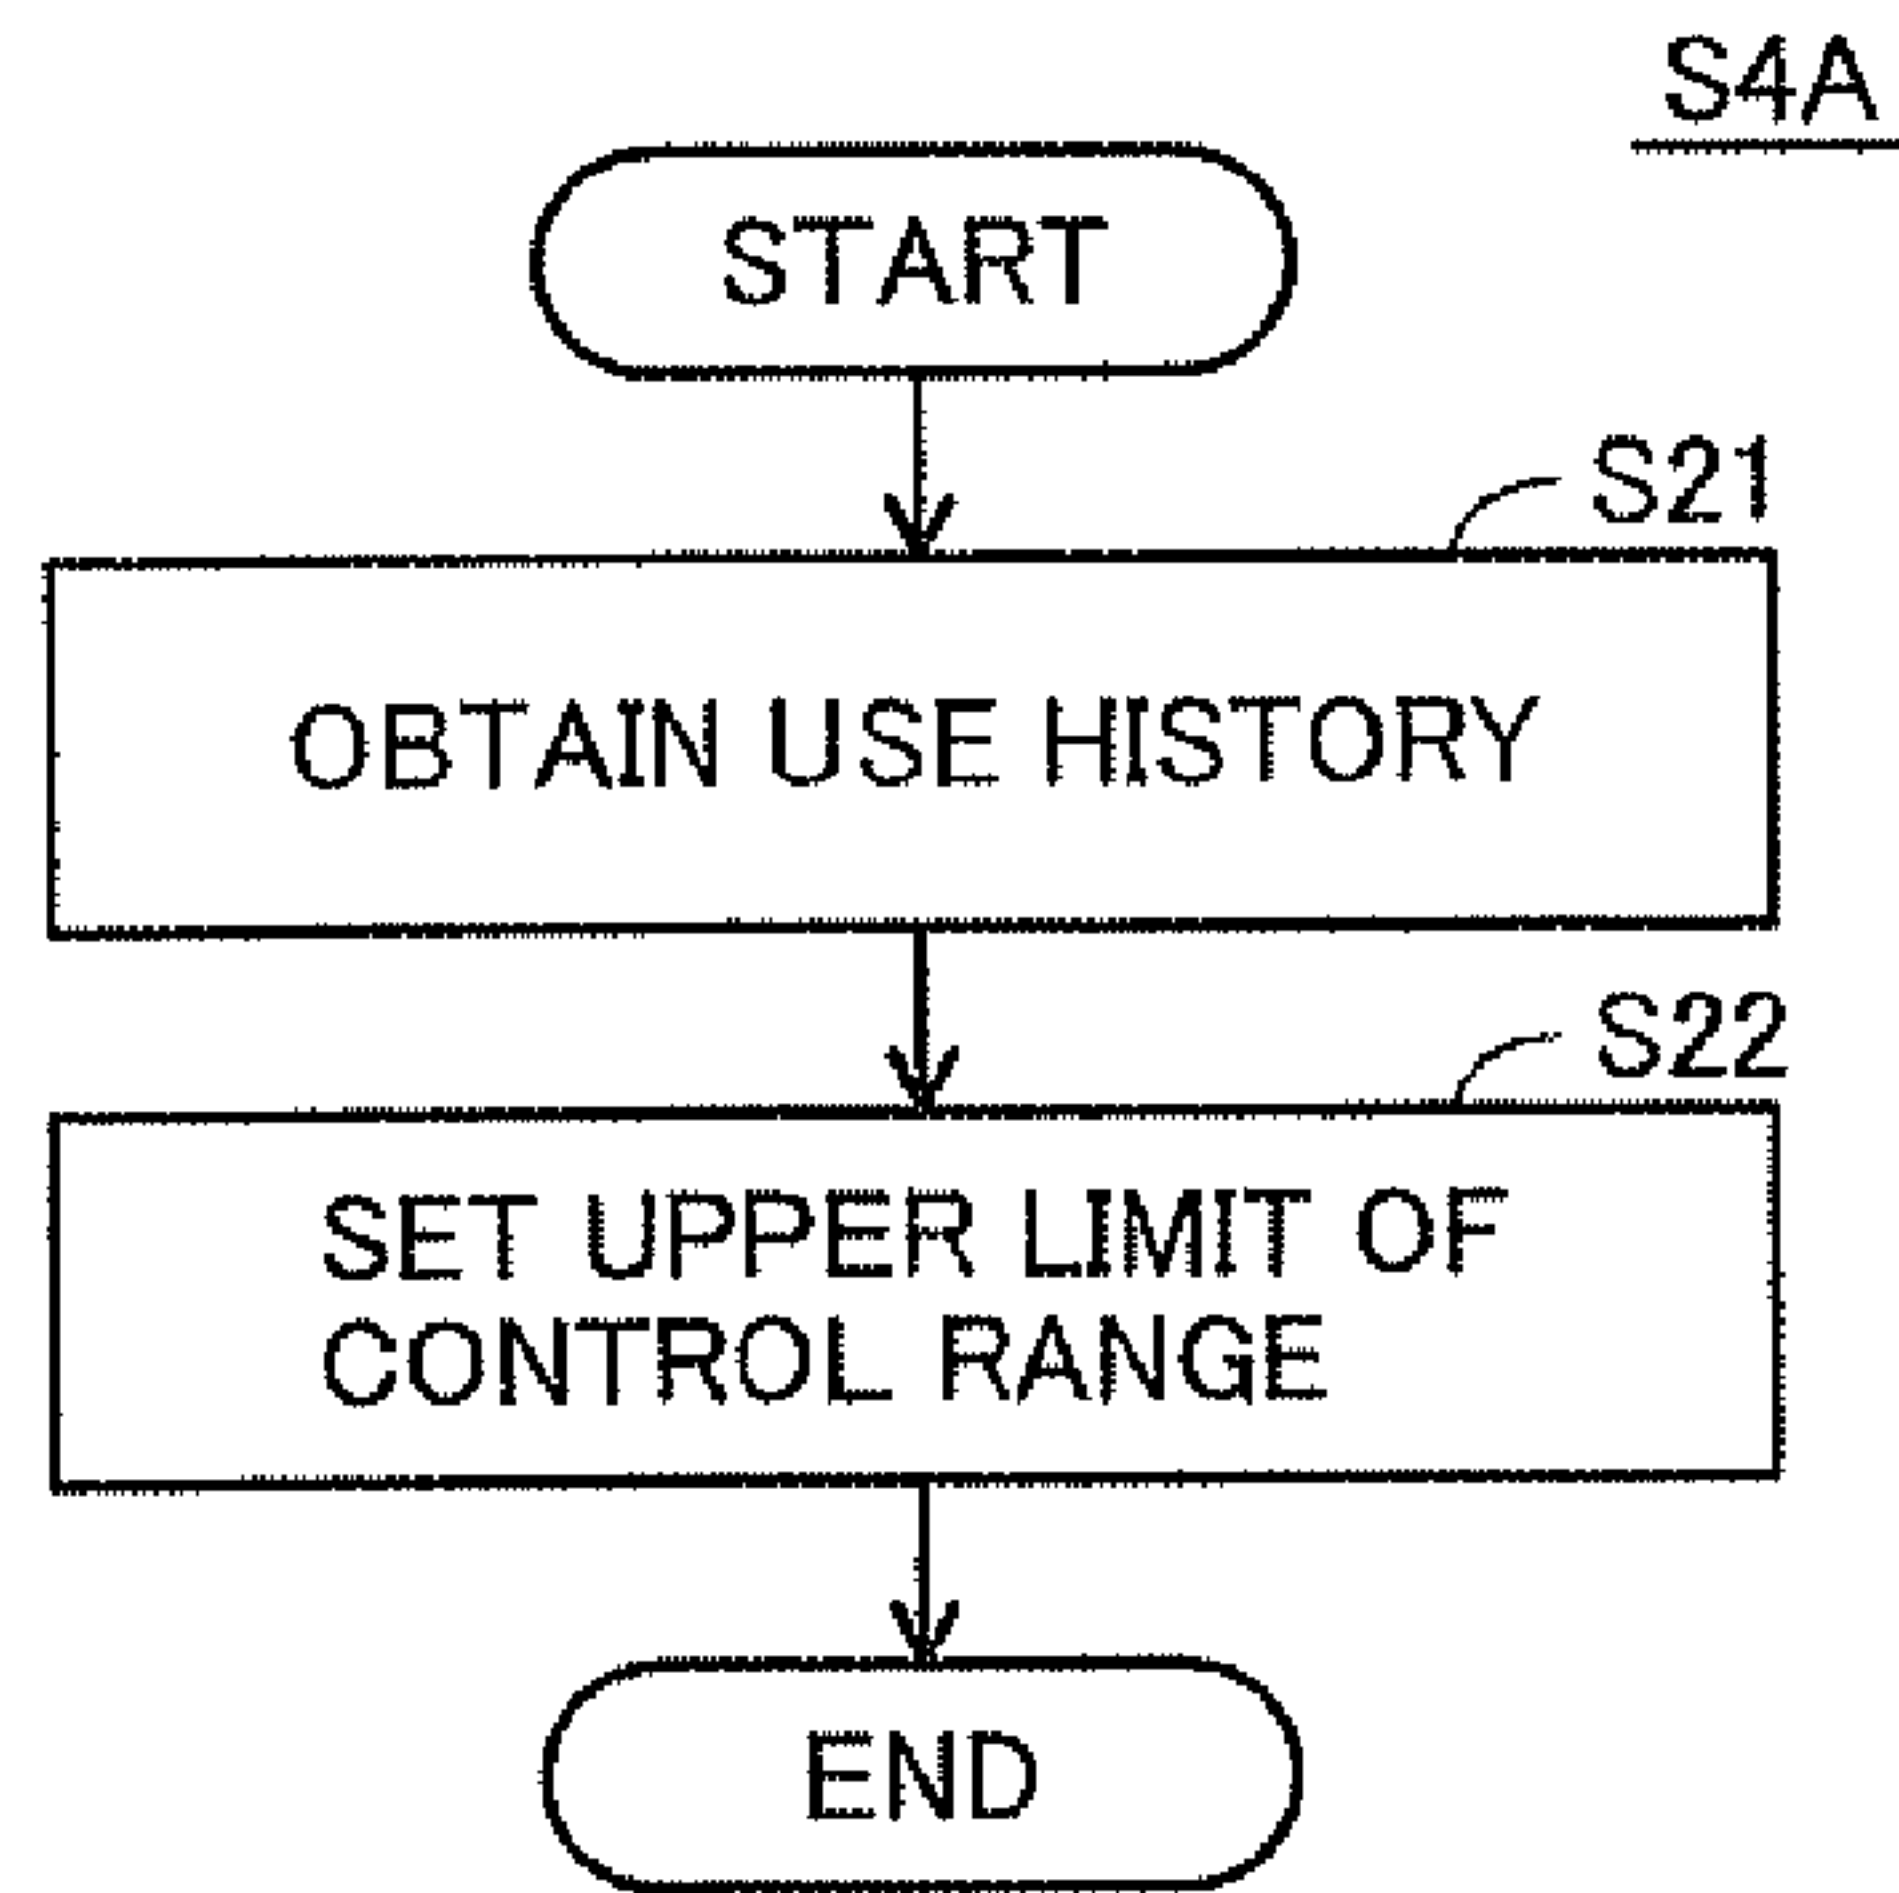 S4A
START
S21
OBTAIN USE HISTORY
S22
SET UPPER LIMIT OF
CONTROL RANGE
END